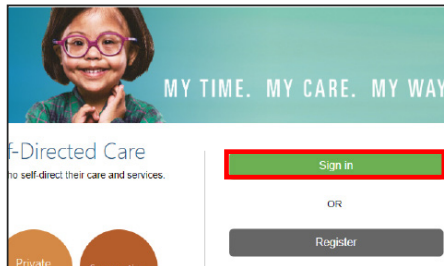 MY TIME. MY CARE. MY WAY
f-Directed Care
ho self-direct their care and services.
Sign in
OR
Register
Private